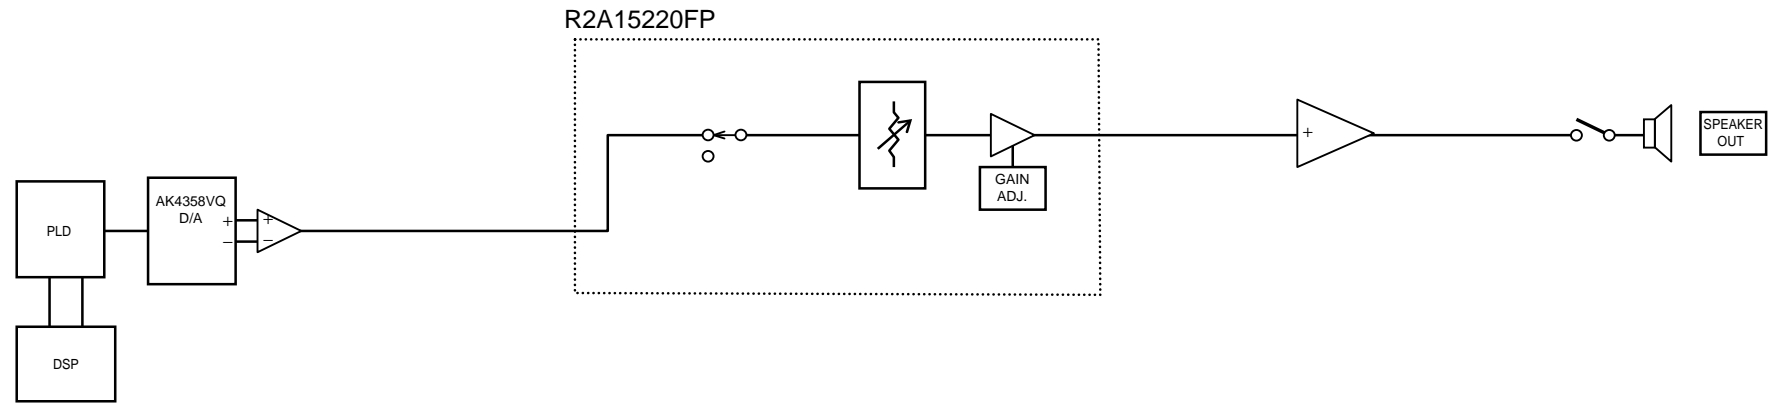 R2A15220FP
GAIN
ADJ.
+
SPEAKER
OUT
PLD
AK4358VQ
D/A
+
−
+
−
DSP